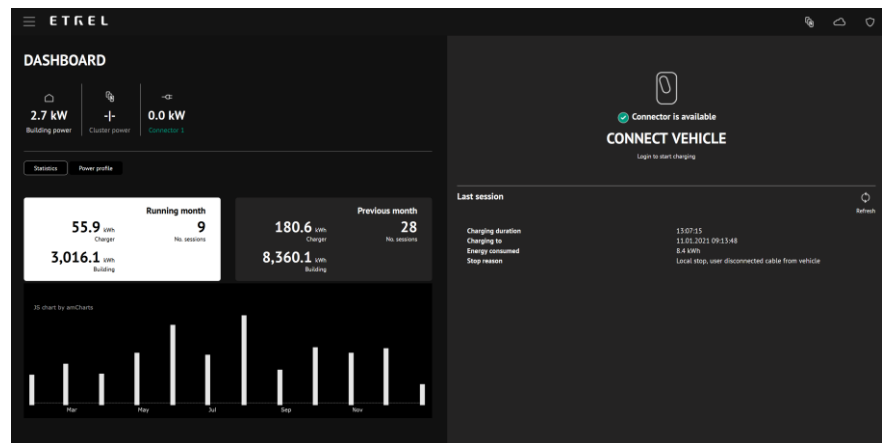 ETREL
DASHBOARD
2.7 kW
Building power
-|-
Cluster power
0.0 kW
Connector 1
Statistics
Power profile
Running month
55.9 kWh
Charger
9
No. sessions
3,016.1 kWh
Building
Previous month
180.6 kWh
Charger
28
No. sessions
8,360.1 kWh
Building
JS chart by amCharts
Mar May Jul Sep Nov
Connector is available
CONNECT VEHICLE
Login to start charging
Last session
Refresh
Charging duration 13:07:15
Charging to 11.01.2021 09:13:48
Energy consumed 8.4 kWh
Stop reason Local stop, user disconnected cable from vehicle